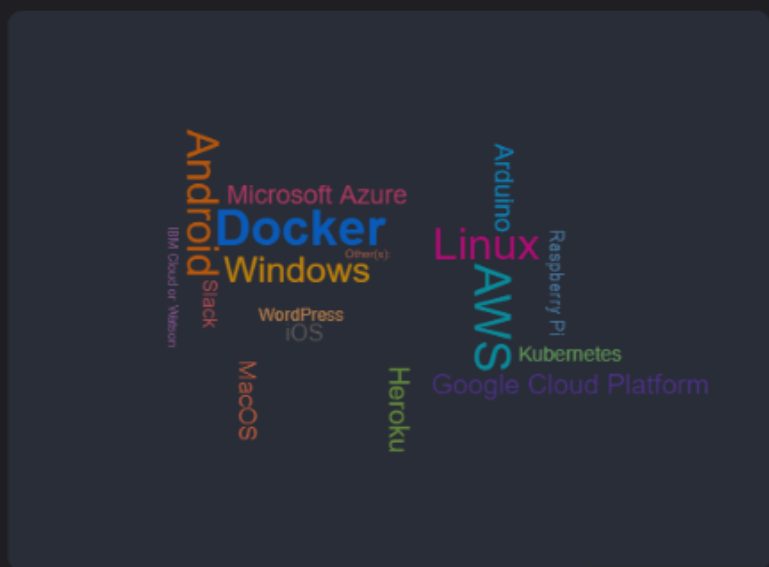 Android
Microsoft Azure
Docker
Other(s):
Windows
IBM Cloud or Watson
Slack
WordPress
iOS
MacOS
Heroku
Arduino
Linux
Raspberry Pi
AWS
Kubernetes
Google Cloud Platform